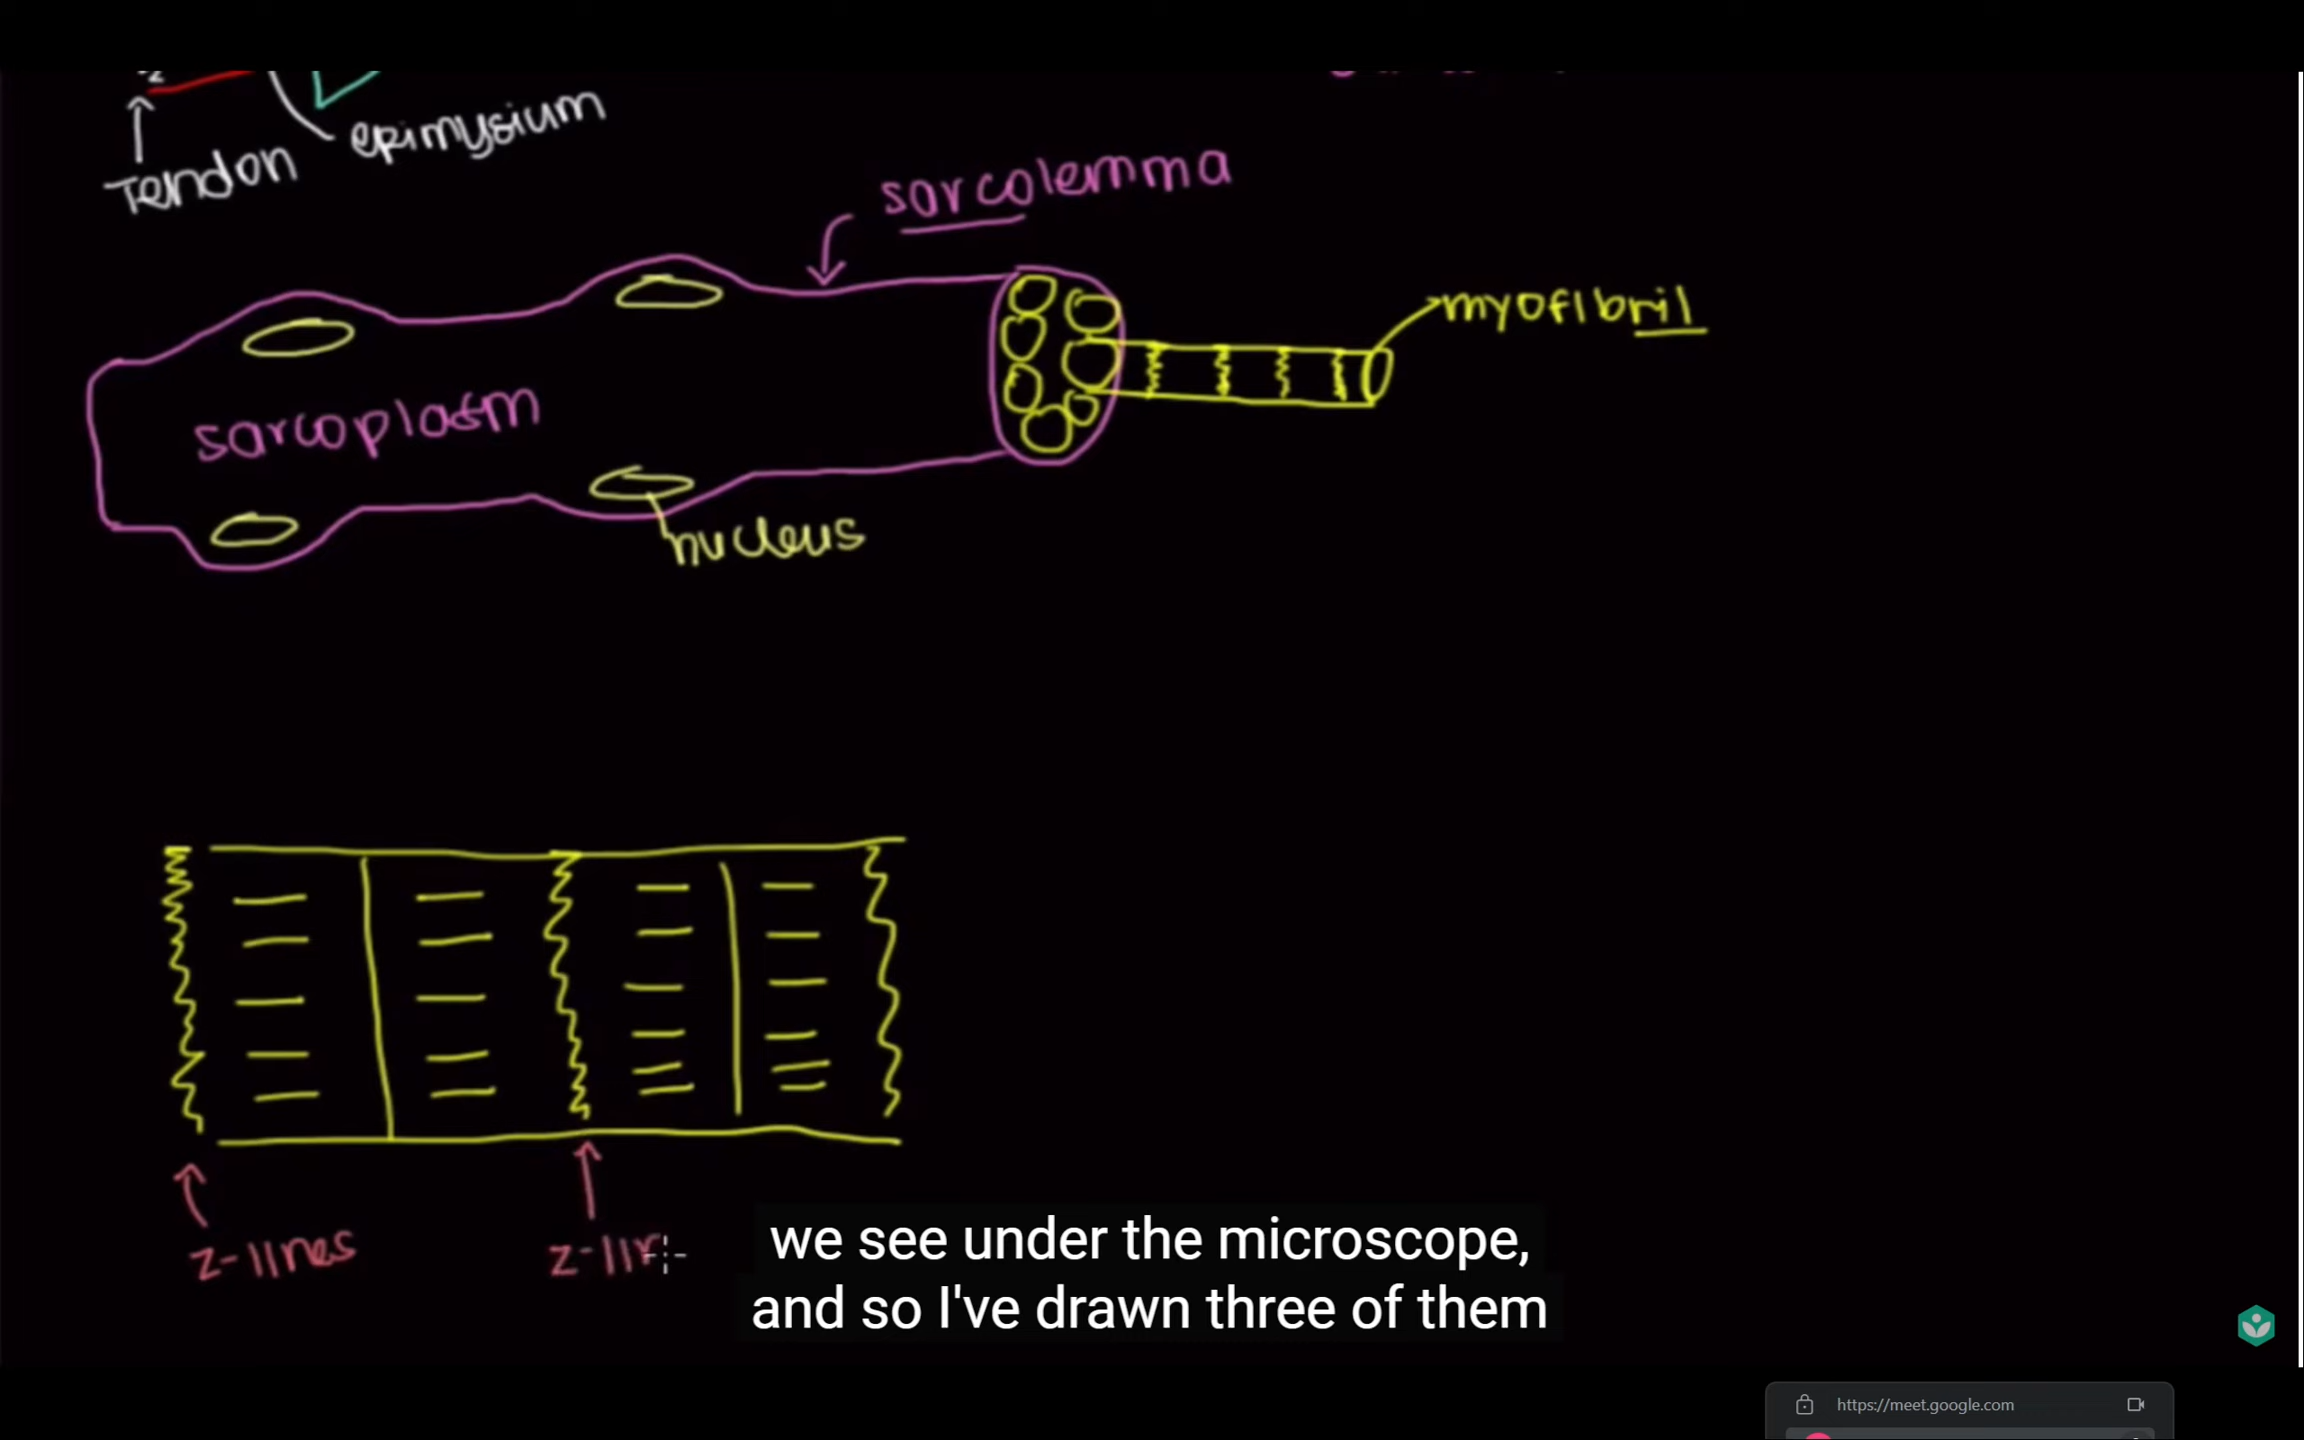 Tendon
epimysium
sarcolemma
myofibril
sarcoplasm
nucleus
z-lines
z-lin
we see under the microscope,
and so I've drawn three of them
https://meet.google.com